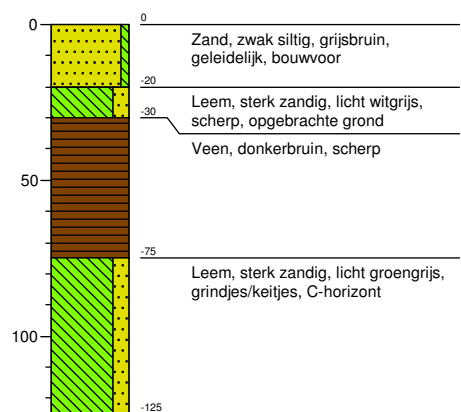 0
0
Zand, zwak siltig, grijsbruin,
geleidelijk, bouwvoor
-20
Leem, sterk zandig, licht witgrijs,
scherp, opgebrachte grond
-30
Veen, donkerbruin, scherp
50
-75
Leem, sterk zandig, licht groengrijs,
grindjes/keitjes, C-horizont
100
-125